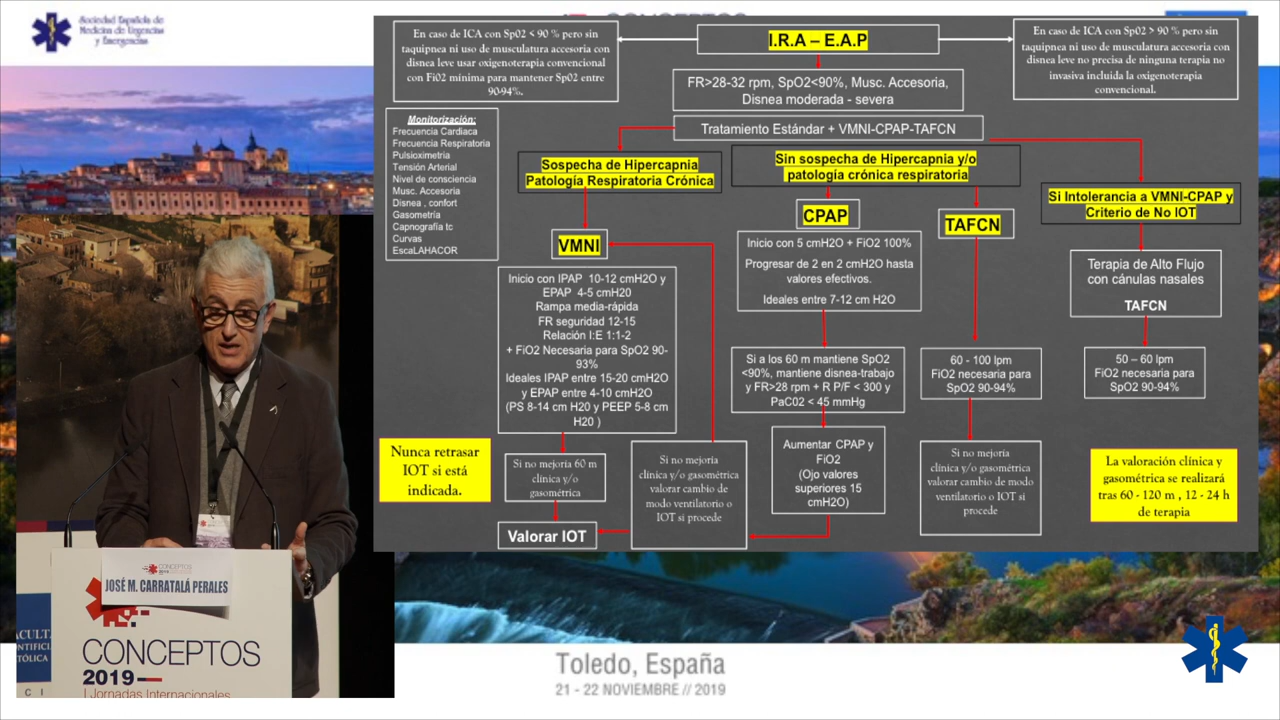 Sociedad Española de
Medicina de Urgencias
y Emergencias
CONCEPTOS
En caso de ICA con Sp02 < 90 % pero sin
taquipnea ni uso de musculatura accesoria con
disnea leve usar oxigenoterapia convencional
con Fi02 mínima para mantener Sp02 entre
90-94%.
I.R.A – E.A.P
En caso de ICA con Sp02 > 90 % pero sin
taquipnea ni uso de musculatura accesoria con
disnea leve no precisa de ninguna terapia no
invasiva incluida la oxigenoterapia
convencional.
FR>28-32 rpm, SpO2<90%, Musc. Accesoria,
Disnea moderada - severa
Tratamiento Estándar + VMNI-CPAP-TAFCN
Monitorización:
Frecuencia Cardiaca
Frecuencia Respiratoria
Pulsioximetria
Tensión Arterial
Nivel de consciencia
Musc. Accesoria
Disnea , confort
Gasometría
Capnografía tc
Curvas
EscaLAHACOR
Sospecha de Hipercapnia
Patología Respiratoria Crónica
Sin sospecha de Hipercapnia y/o
patología crónica respiratoria
Si Intolerancia a VMNI-CPAP y
Criterio de No IOT
VMNI
CPAP
TAFCN
Inicio con IPAP 10-12 cmH2O y
EPAP 4-5 cmH20
Rampa media-rápida
FR seguridad 12-15
Relación I:E 1:1-2
+ FiO2 Necesaria para SpO2 90-
93%
Ideales IPAP entre 15-20 cmH2O
y EPAP entre 4-10 cmH2O
(PS 8-14 cm H20 y PEEP 5-8 cm
H20 )
Inicio con 5 cmH2O + FiO2 100%
Progresar de 2 en 2 cmH2O hasta
valores efectivos.
Ideales entre 7-12 cm H2O
Terapia de Alto Flujo
con cánulas nasales
TAFCN
Si a los 60 m mantiene SpO2
<90%, mantiene disnea-trabajo
y FR>28 rpm + R P/F < 300 y
PaC02 < 45 mmHg
60 - 100 lpm
FiO2 necesaria para
SpO2 90-94%
50 – 60 lpm
FiO2 necesaria para
SpO2 90-94%
Nunca retrasar
IOT si está
indicada.
Si no mejoría 60 m
clínica y/o
gasométrica
Si no mejoría
clínica y/o gasométrica
valorar cambio de
modo ventilatorio o
IOT si procede
Aumentar CPAP y
FiO2
(Ojo valores
superiores 15
cmH2O)
Si no mejoría
clínica y/o gasométrica
valorar cambio de modo
ventilatorio o IOT si
procede
La valoración clínica y
gasométrica se realizará
tras 60 - 120 m , 12 - 24 h
de terapia
Valorar IOT
CONCEPTOS
2019
JOSÉ M. CARRATALÁ PERALES
CONCEPTOS
2019
I Jornadas Internacionales
Toledo, España
21 - 22 NOVIEMBRE // 2019